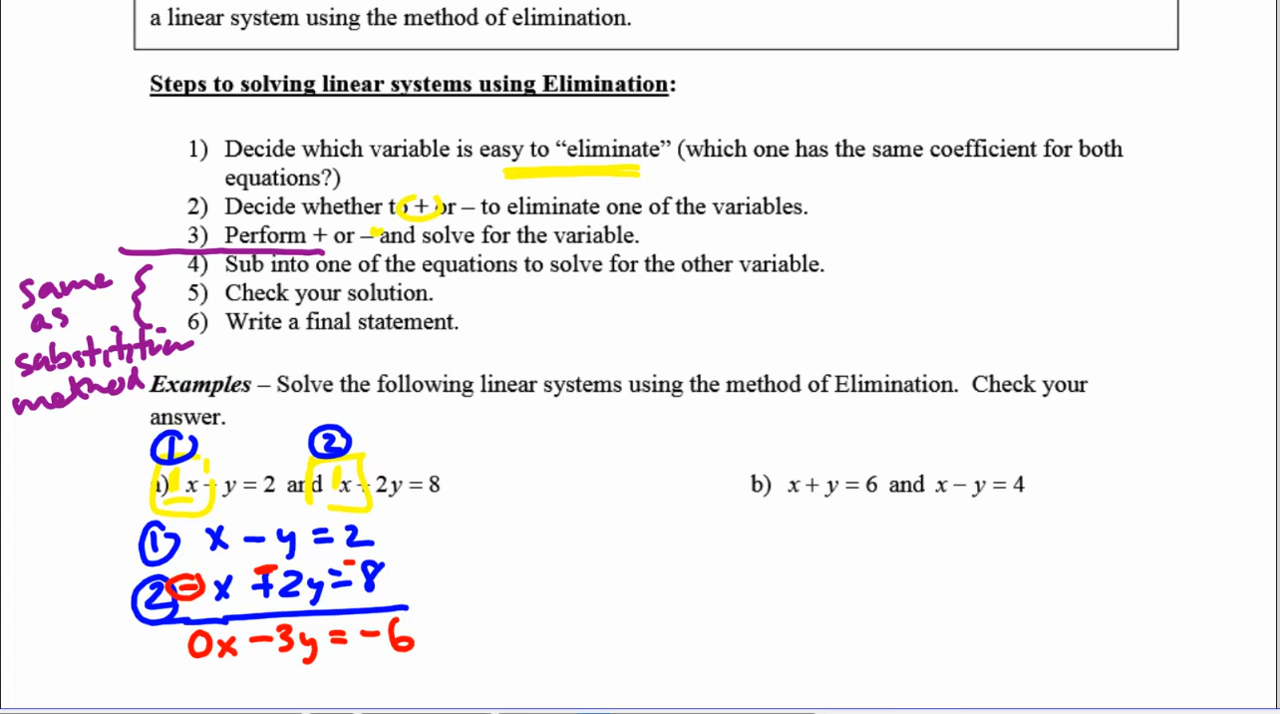 a linear system using the method of elimination.
Steps to solving linear systems using Elimination:
1) Decide which variable is easy to “eliminate” (which one has the same coefficient for both
equations?)
2) Decide whether to + or – to eliminate one of the variables.
3) Perform + or – and solve for the variable.
4) Sub into one of the equations to solve for the other variable.
5) Check your solution.
6) Write a final statement.
same
as
substitition
method
Examples – Solve the following linear systems using the method of Elimination. Check your
answer.
① ②
a) x - y = 2 and x + 2y = 8
b) x + y = 6 and x – y = 4
① x - y = 2
② - x - 2y = -8
0x - 3y = -6